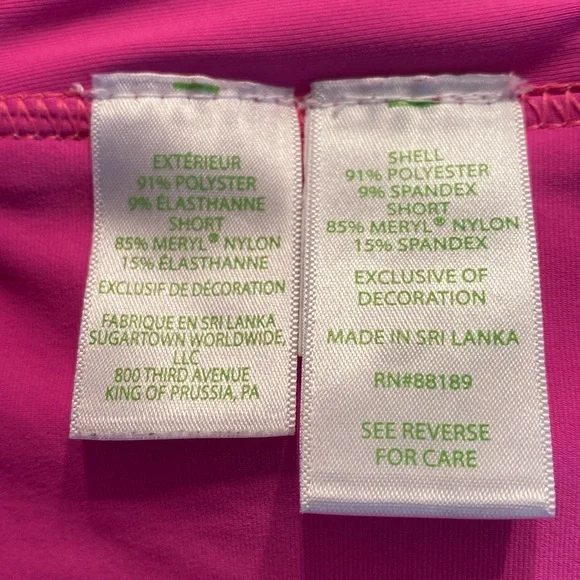 EXTÉRIEUR
91% POLYSTER
9% ÉLASTHANNE
SHORT
85% MERYL® NYLON
15% ÉLASTHANNE
EXCLUSIF DE DÉCORATION
FABRIQUE EN SRI LANKA
SUGARTOWN WORLDWIDE,
LLC
800 THIRD AVENUE
KING OF PRUSSIA, PA
SHELL
91% POLYESTER
9% SPANDEX
SHORT
85% MERYL® NYLON
15% SPANDEX
EXCLUSIVE OF
DECORATION
MADE IN SRI LANKA
RN#88189
SEE REVERSE
FOR CARE